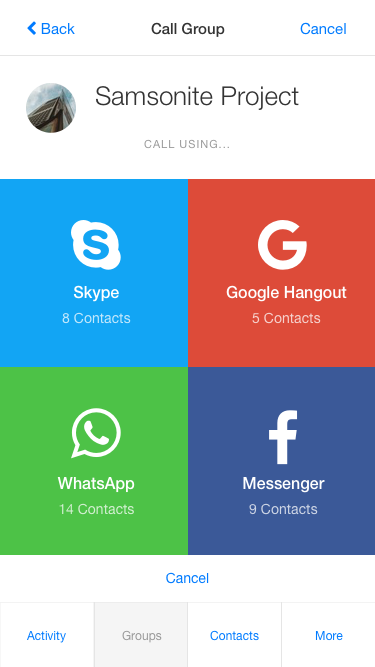 Back
Call Group
Cancel
Samsonite Project
CALL USING...
Skype
8 Contacts
Google Hangout
5 Contacts
WhatsApp
14 Contacts
Messenger
9 Contacts
Cancel
Activity
Groups
Contacts
More